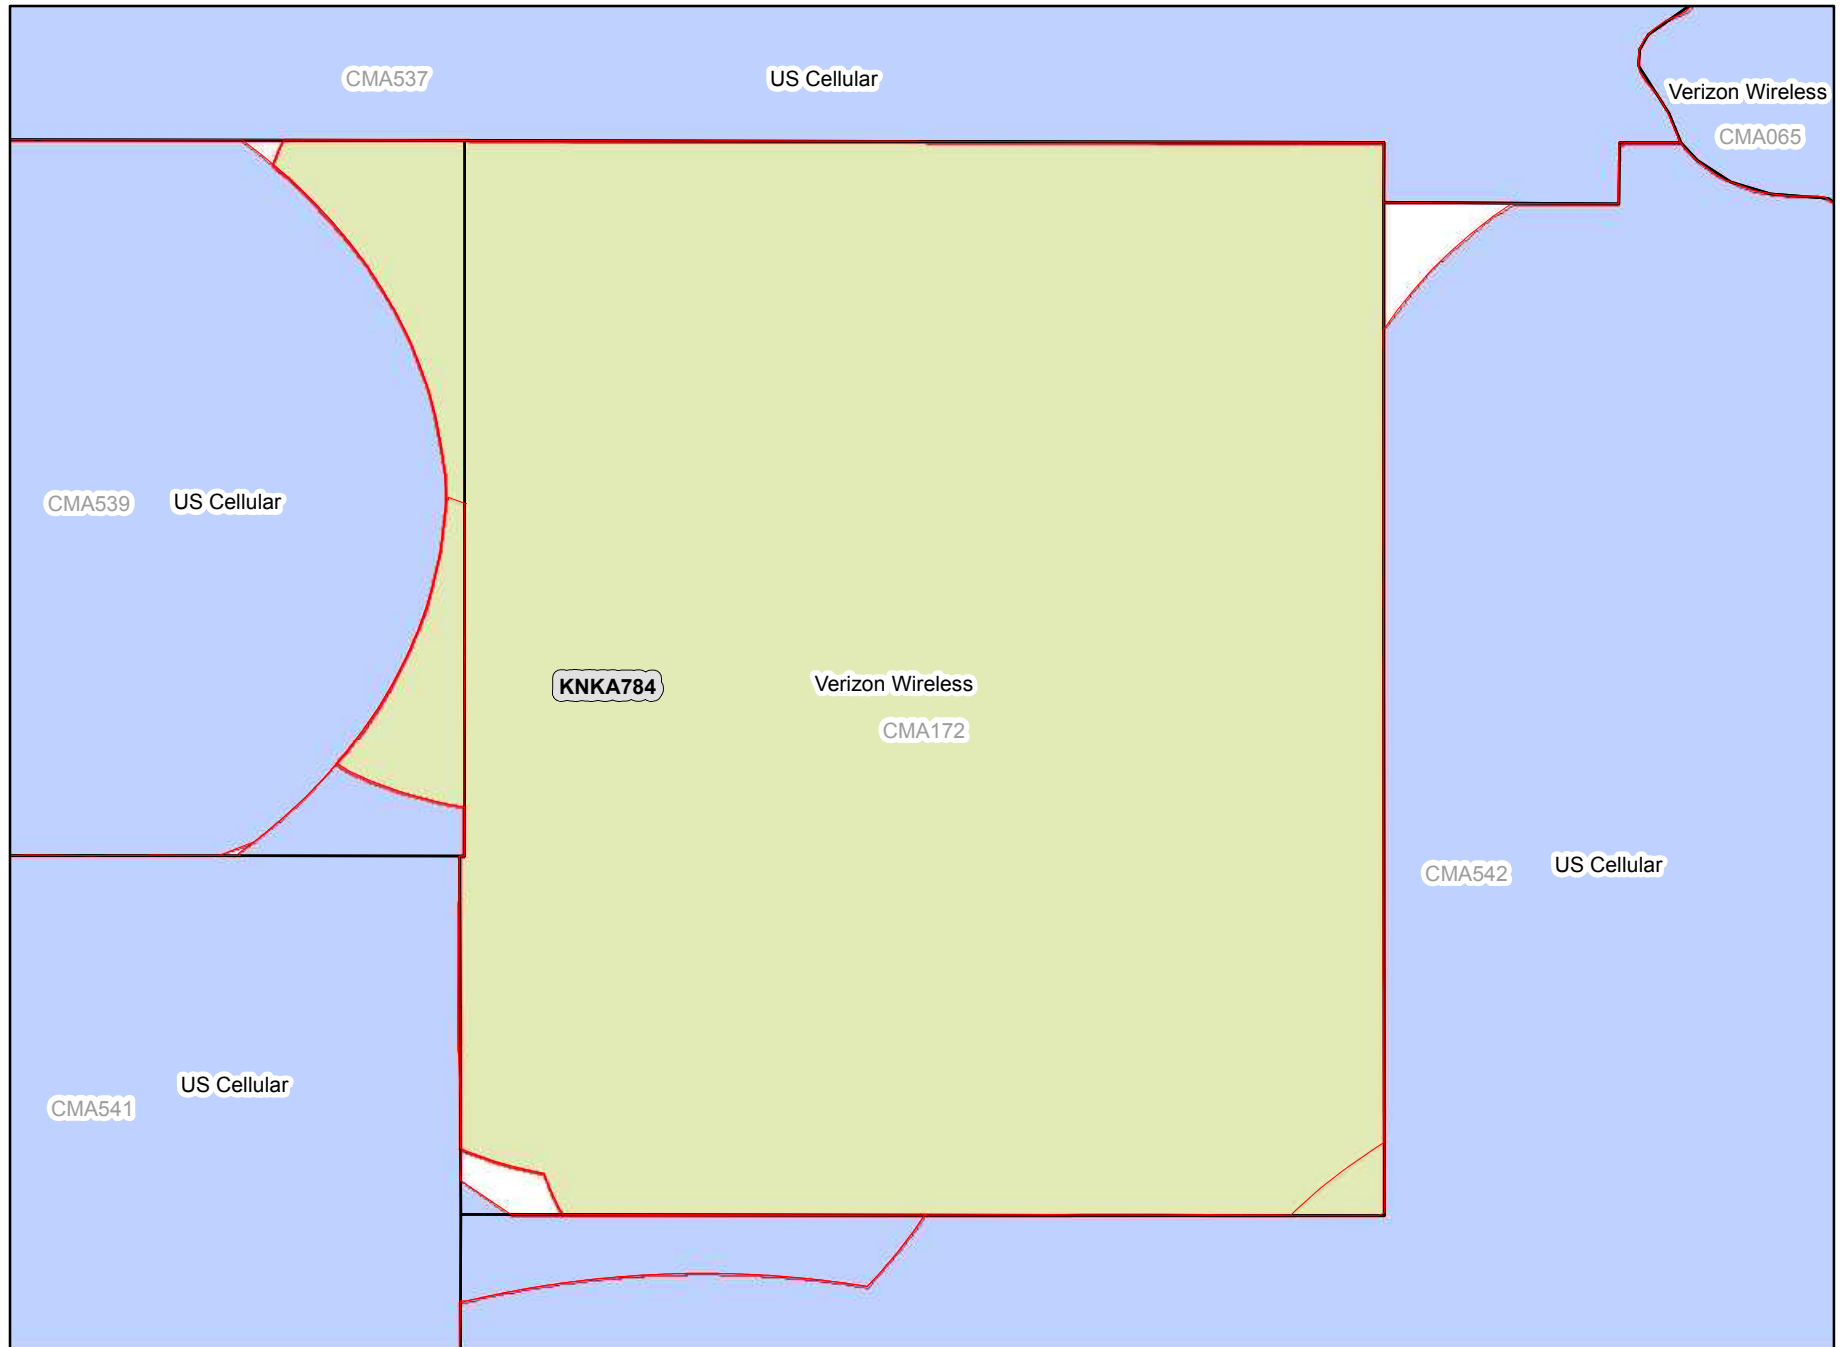 CMA537
US Cellular
Verizon Wireless
CMA065
CMA539
US Cellular
KNKA784
Verizon Wireless
CMA172
CMA542
US Cellular
US Cellular
CMA541